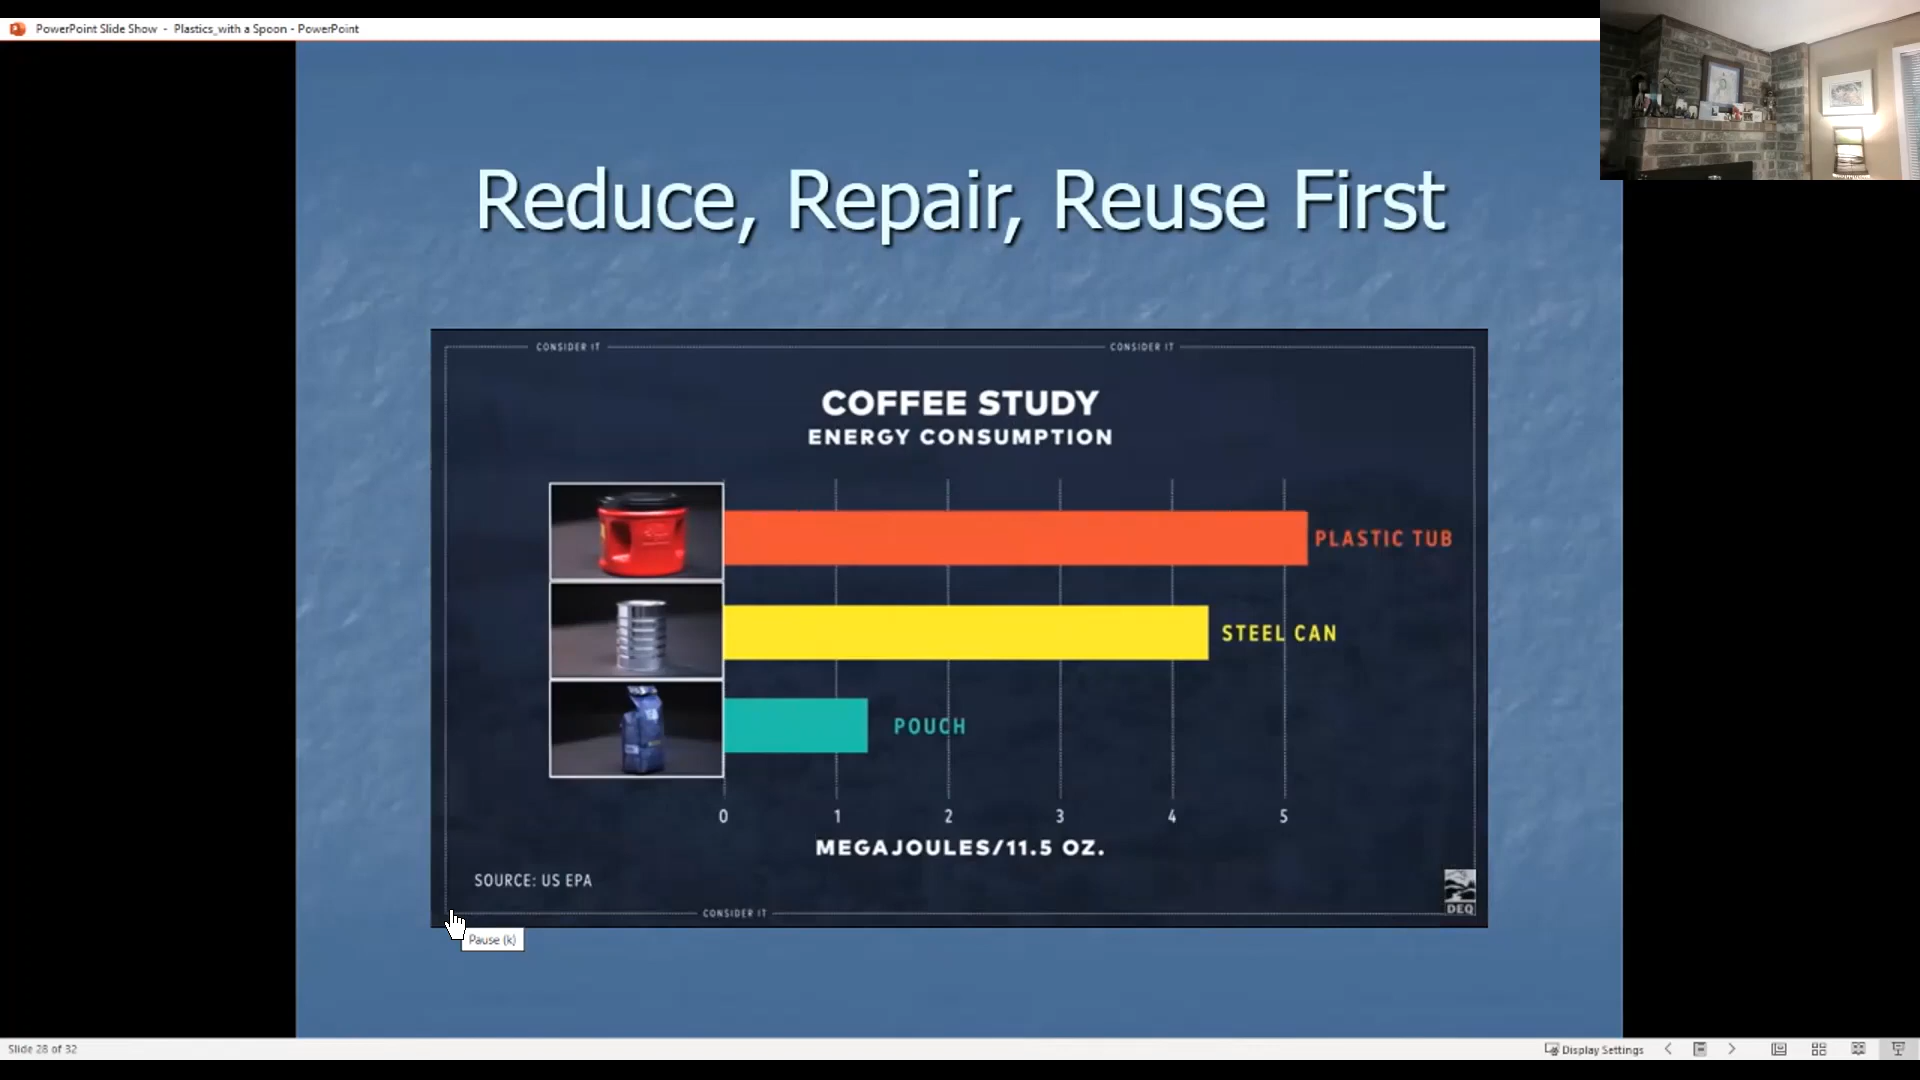 PowerPoint Slide Show - Plastics_with a Spoon - PowerPoint
Reduce, Repair, Reuse First
CONSIDER IT
CONSIDER IT
COFFEE STUDY
ENERGY CONSUMPTION
PLASTIC TUB
STEEL CAN
POUCH
0 1 2 3 4 5
MEGAJOULES/11.5 OZ.
SOURCE: US EPA
DEQ
CONSIDER IT
Pause (k)
Slide 28 of 32
Display Settings